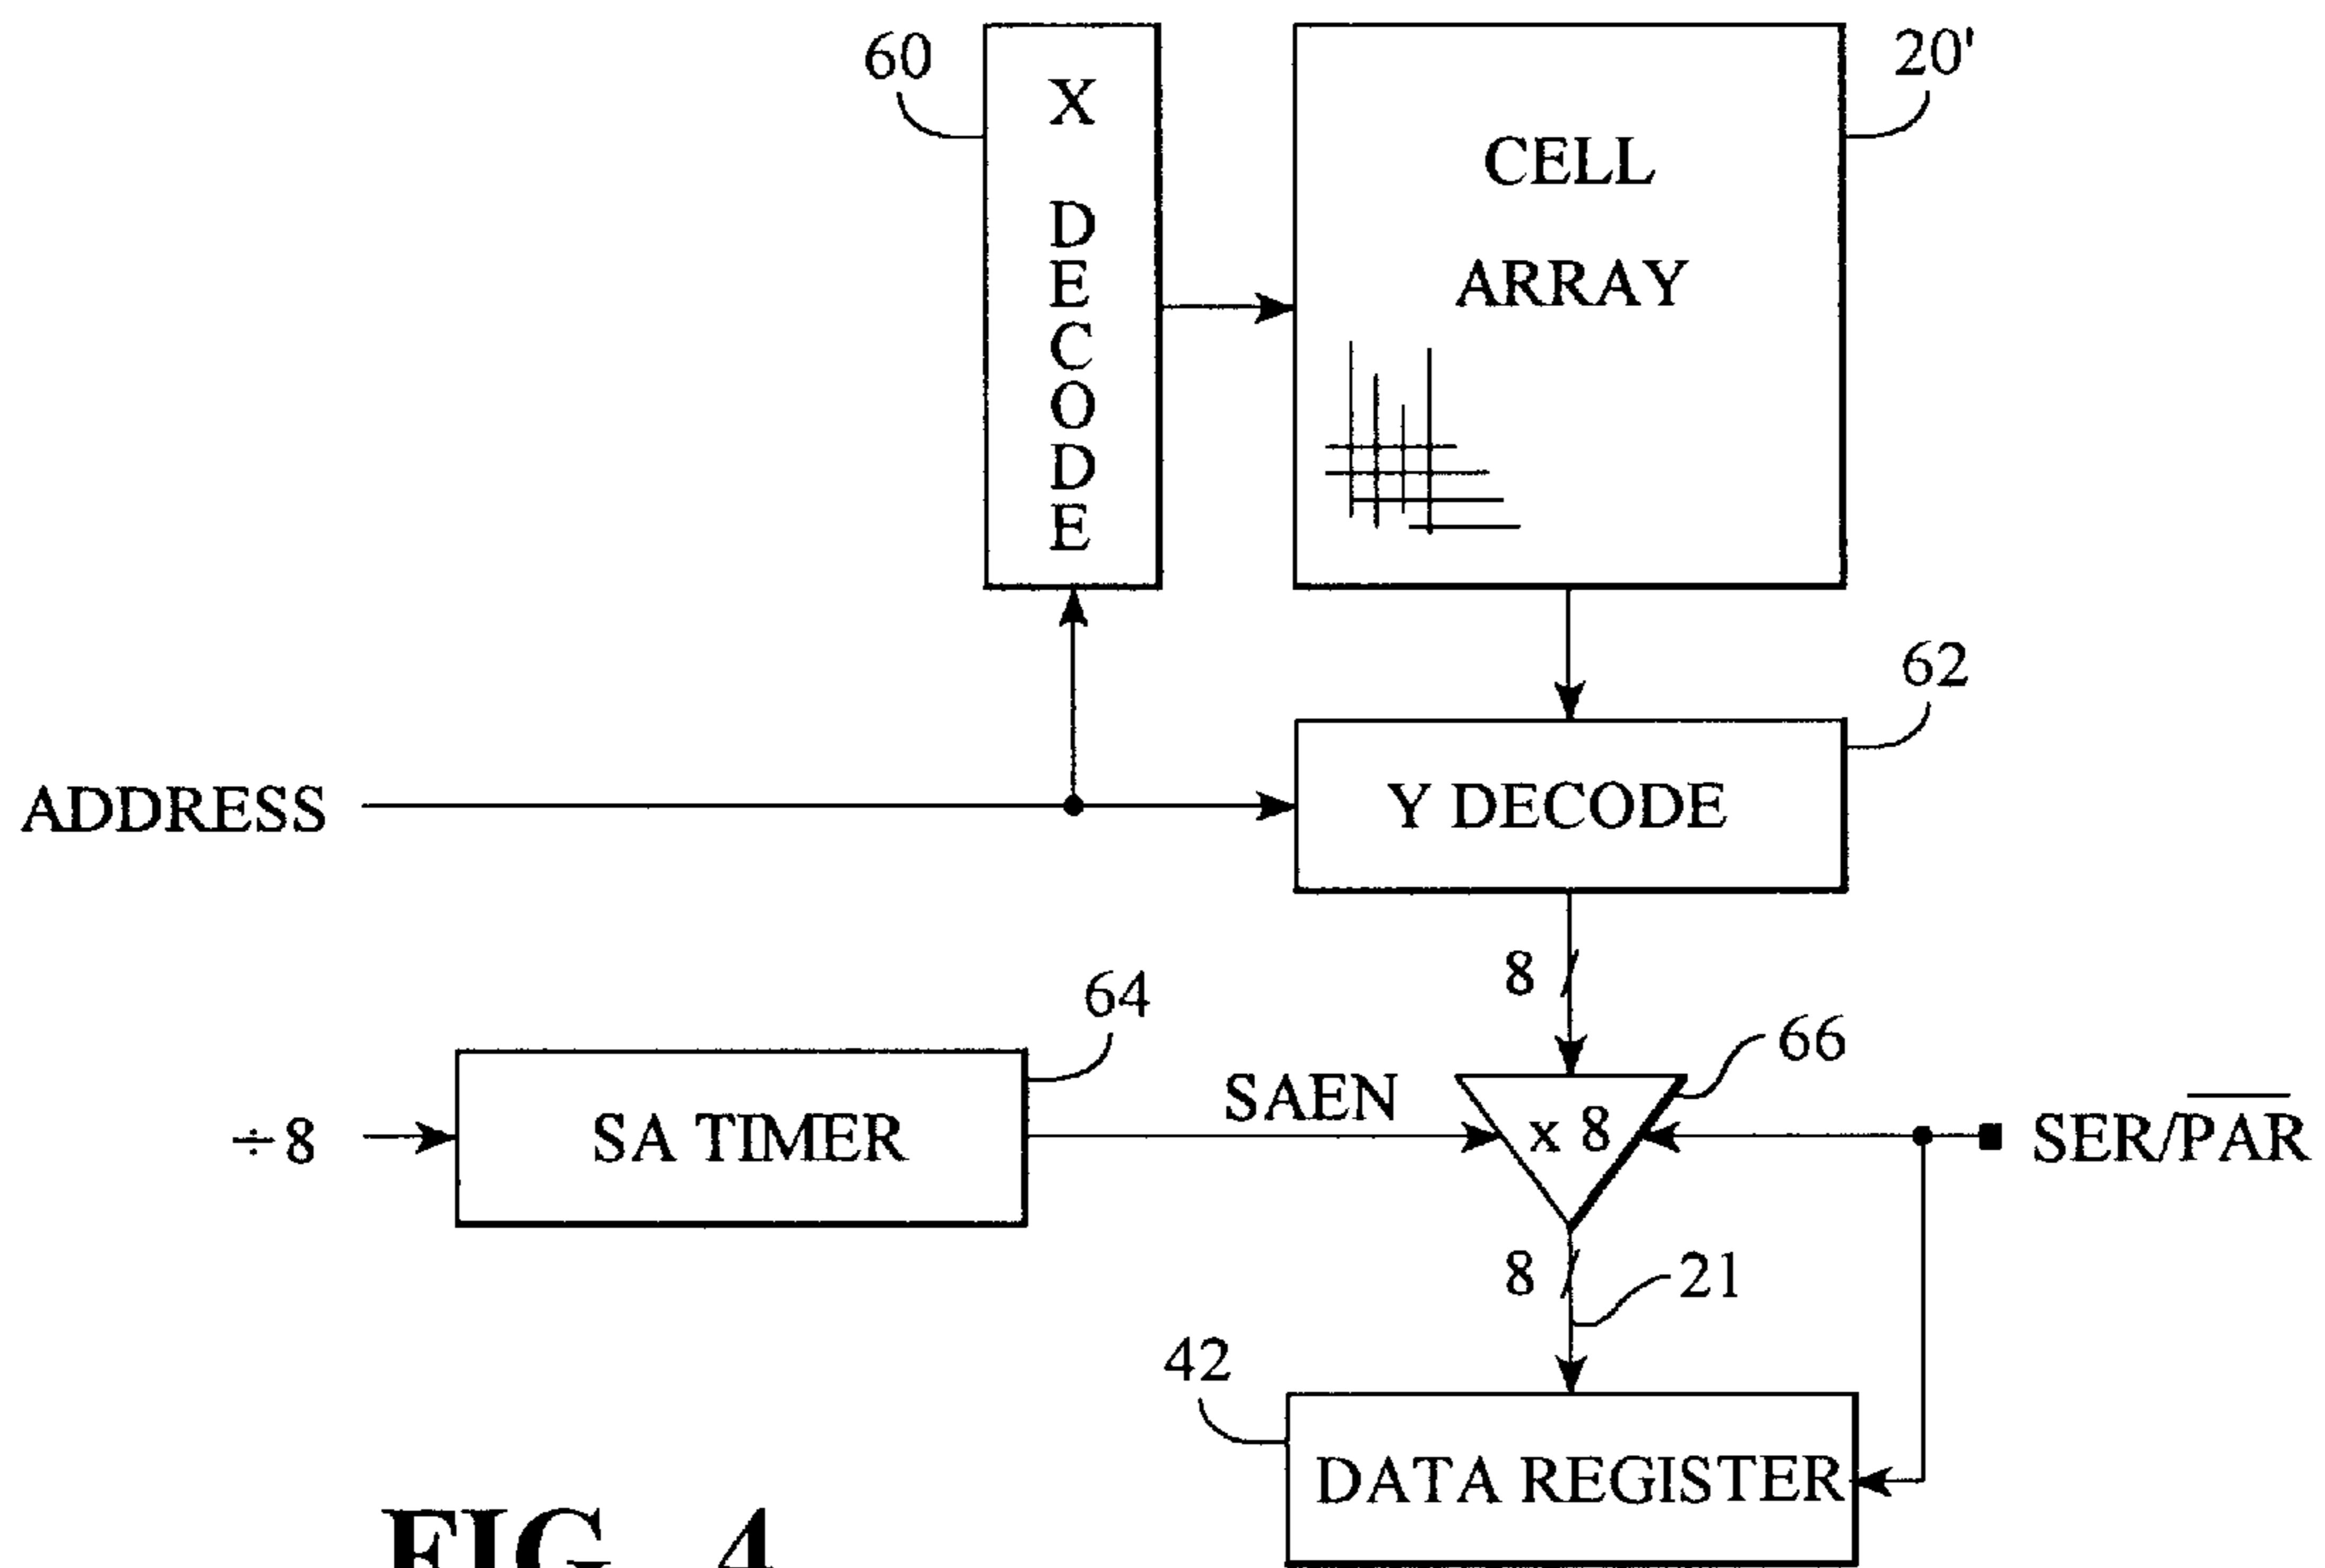 60
X
DECODE
CELL
ARRAY
20'
62
ADDRESS
Y DECODE
8
64
66
÷8
SA TIMER
SAEN
x 8
SER/P̅A̅R̅
8
21
42
DATA REGISTER
FIG. 4